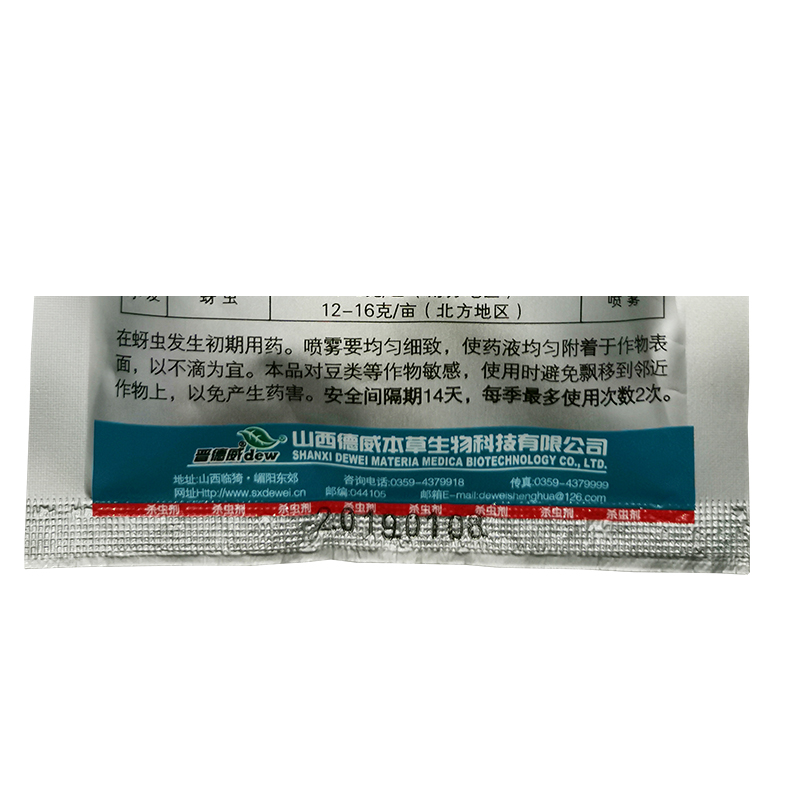 蚜虫
12-16克/亩(北方地区)
喷雾
在蚜虫发生初期用药。喷雾要均匀细致,使药液均匀附着于作物表
面,以不滴为宜。本品对豆类等作物敏感,使用时避免飘移到邻近
作物上,以免产生药害。安全间隔期14天,每季最多使用次数2次。
晋德威 dew
山西德威本草生物科技有限公司
SHANXI DEWEI MATERIA MEDICA BIOTECHNOLOGY CO., LTD.
地址:山西临猗·嵋阳东郊 咨询电话:0359-4379918 传真:0359-4379999
网址Http://www.sxdewei.cn 邮编:044105 邮箱E-mail:deweishenghua@126.com
杀虫剂 杀虫剂 杀虫剂 杀虫剂 杀虫剂 杀虫剂 杀虫剂 杀虫剂
20190108